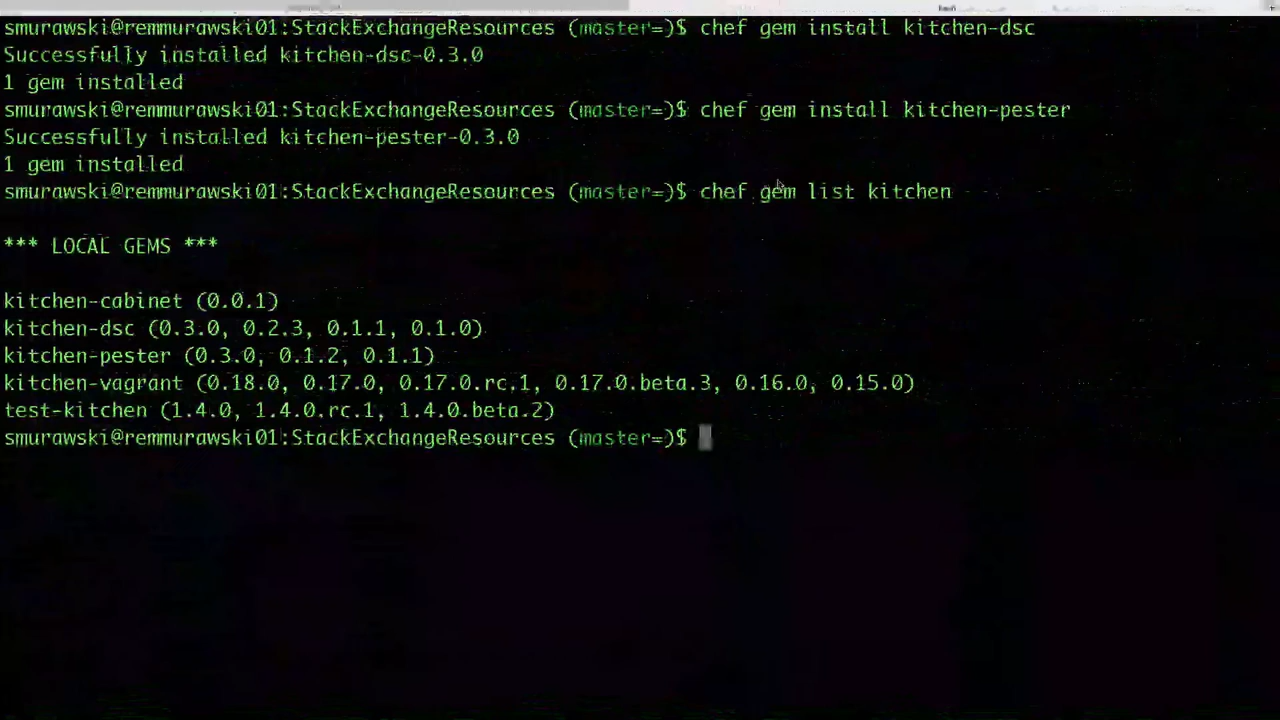 smurawski@remmurawski01:StackExchangeResources (master=)$ chef gem install kitchen-dsc
Successfully installed kitchen-dsc-0.3.0
1 gem installed
smurawski@remmurawski01:StackExchangeResources (master=)$ chef gem install kitchen-pester
Successfully installed kitchen-pester-0.3.0
1 gem installed
smurawski@remmurawski01:StackExchangeResources (master=)$ chef gem list kitchen
*** LOCAL GEMS ***
kitchen-cabinet (0.0.1)
kitchen-dsc (0.3.0, 0.2.3, 0.1.1, 0.1.0)
kitchen-pester (0.3.0, 0.1.2, 0.1.1)
kitchen-vagrant (0.18.0, 0.17.0, 0.17.0.rc.1, 0.17.0.beta.3, 0.16.0, 0.15.0)
test-kitchen (1.4.0, 1.4.0.rc.1, 1.4.0.beta.2)
smurawski@remmurawski01:StackExchangeResources (master=)$